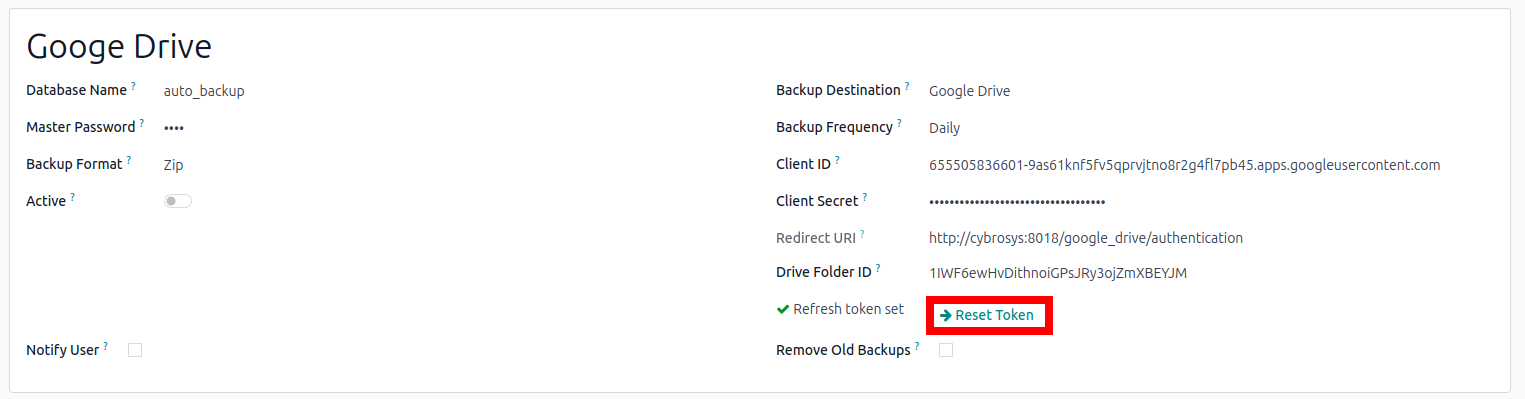 Googe Drive
Database Name ? auto_backup
Master Password ? ••••
Backup Format ? Zip
Active ?
Notify User ?
Backup Destination ? Google Drive
Backup Frequency ? Daily
Client ID ? 655505836601-9as61knf5fv5qprvjtno8r2g4fl7pb45.apps.googleusercontent.com
Client Secret ? •••••••••••••••••••••••••••••••••••
Redirect URI ? http://cybrosys:8018/google_drive/authentication
Drive Folder ID ? 1IWF6ewHvDithnoiGPsJRy3ojZmXBEYJM
Refresh token set Reset Token
Remove Old Backups ?